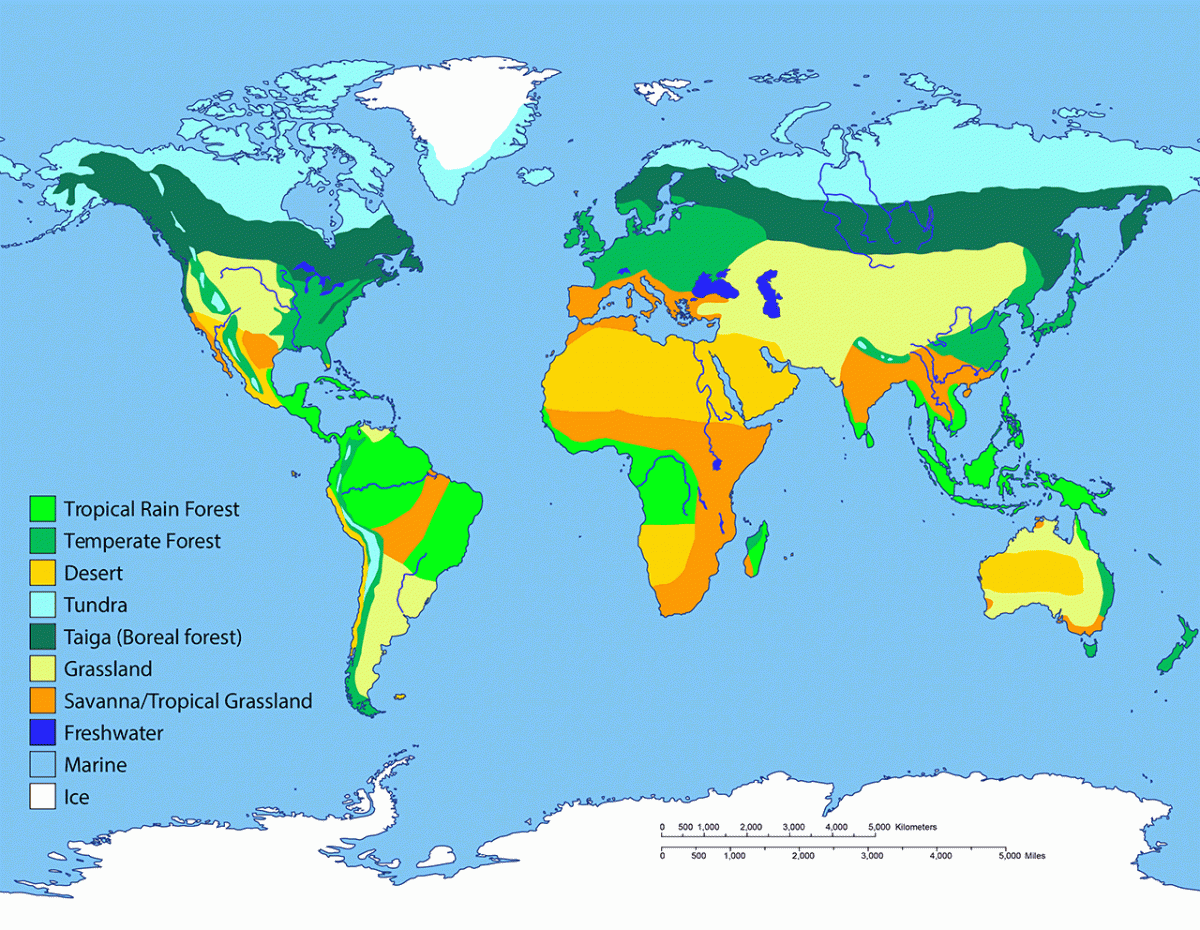 Tropical Rain Forest
Temperate Forest
Desert
Tundra
Taiga (Boreal forest)
Grassland
Savanna/Tropical Grassland
Freshwater
Marine
Ice
0 500 1,000 2,000 3,000 4,000 5,000 Kilometers
0 500 1,000 2,000 3,000 4,000 5,000 Miles